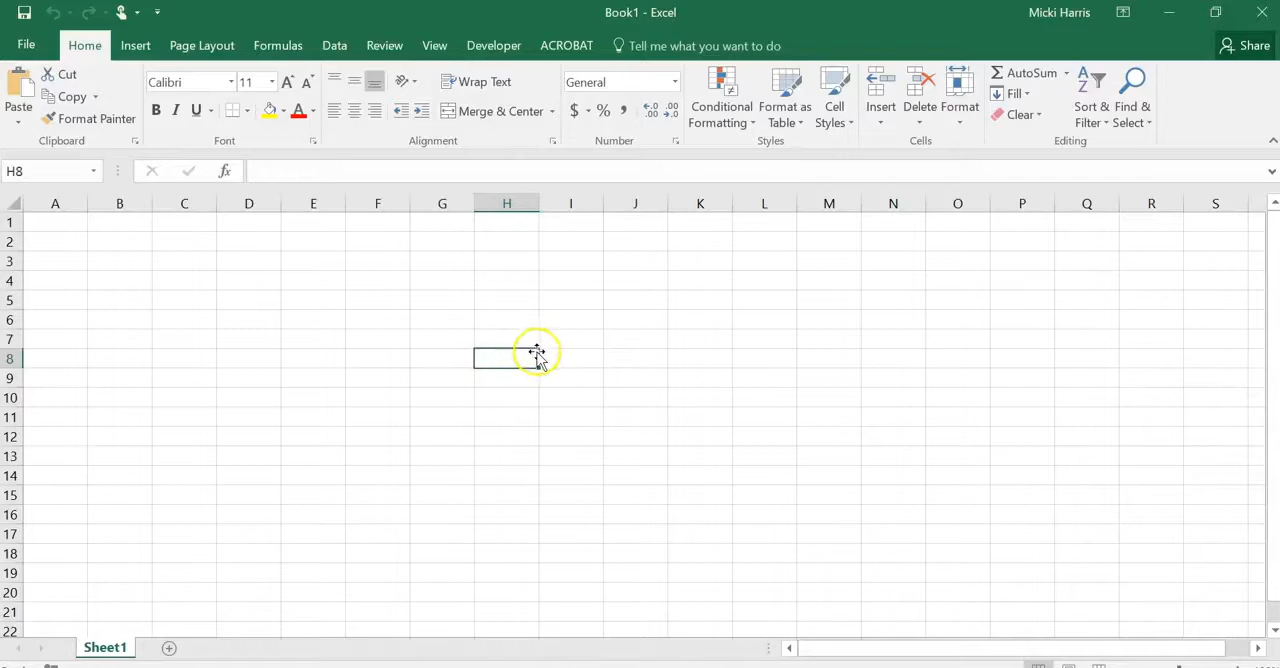 Book1 - Excel
Micki Harris
File Home Insert Page Layout Formulas Data Review View Developer ACROBAT Tell me what you want to do Share
Paste
Cut
Copy
Format Painter
Clipboard
Calibri 11
B I U A
Font
Wrap Text
Merge & Center
Alignment
General
$ % , .0 .00
Number
Conditional Formatting
Format as Table
Cell Styles
Styles
Insert Delete Format
Cells
AutoSum
Fill
Clear
Sort & Filter
Find & Select
Editing
H8 fx
A B C D E F G H I J K L M N O P Q R S
1
2
3
4
5
6
7
8
9
10
11
12
13
14
15
16
17
18
19
20
21
22
Sheet1